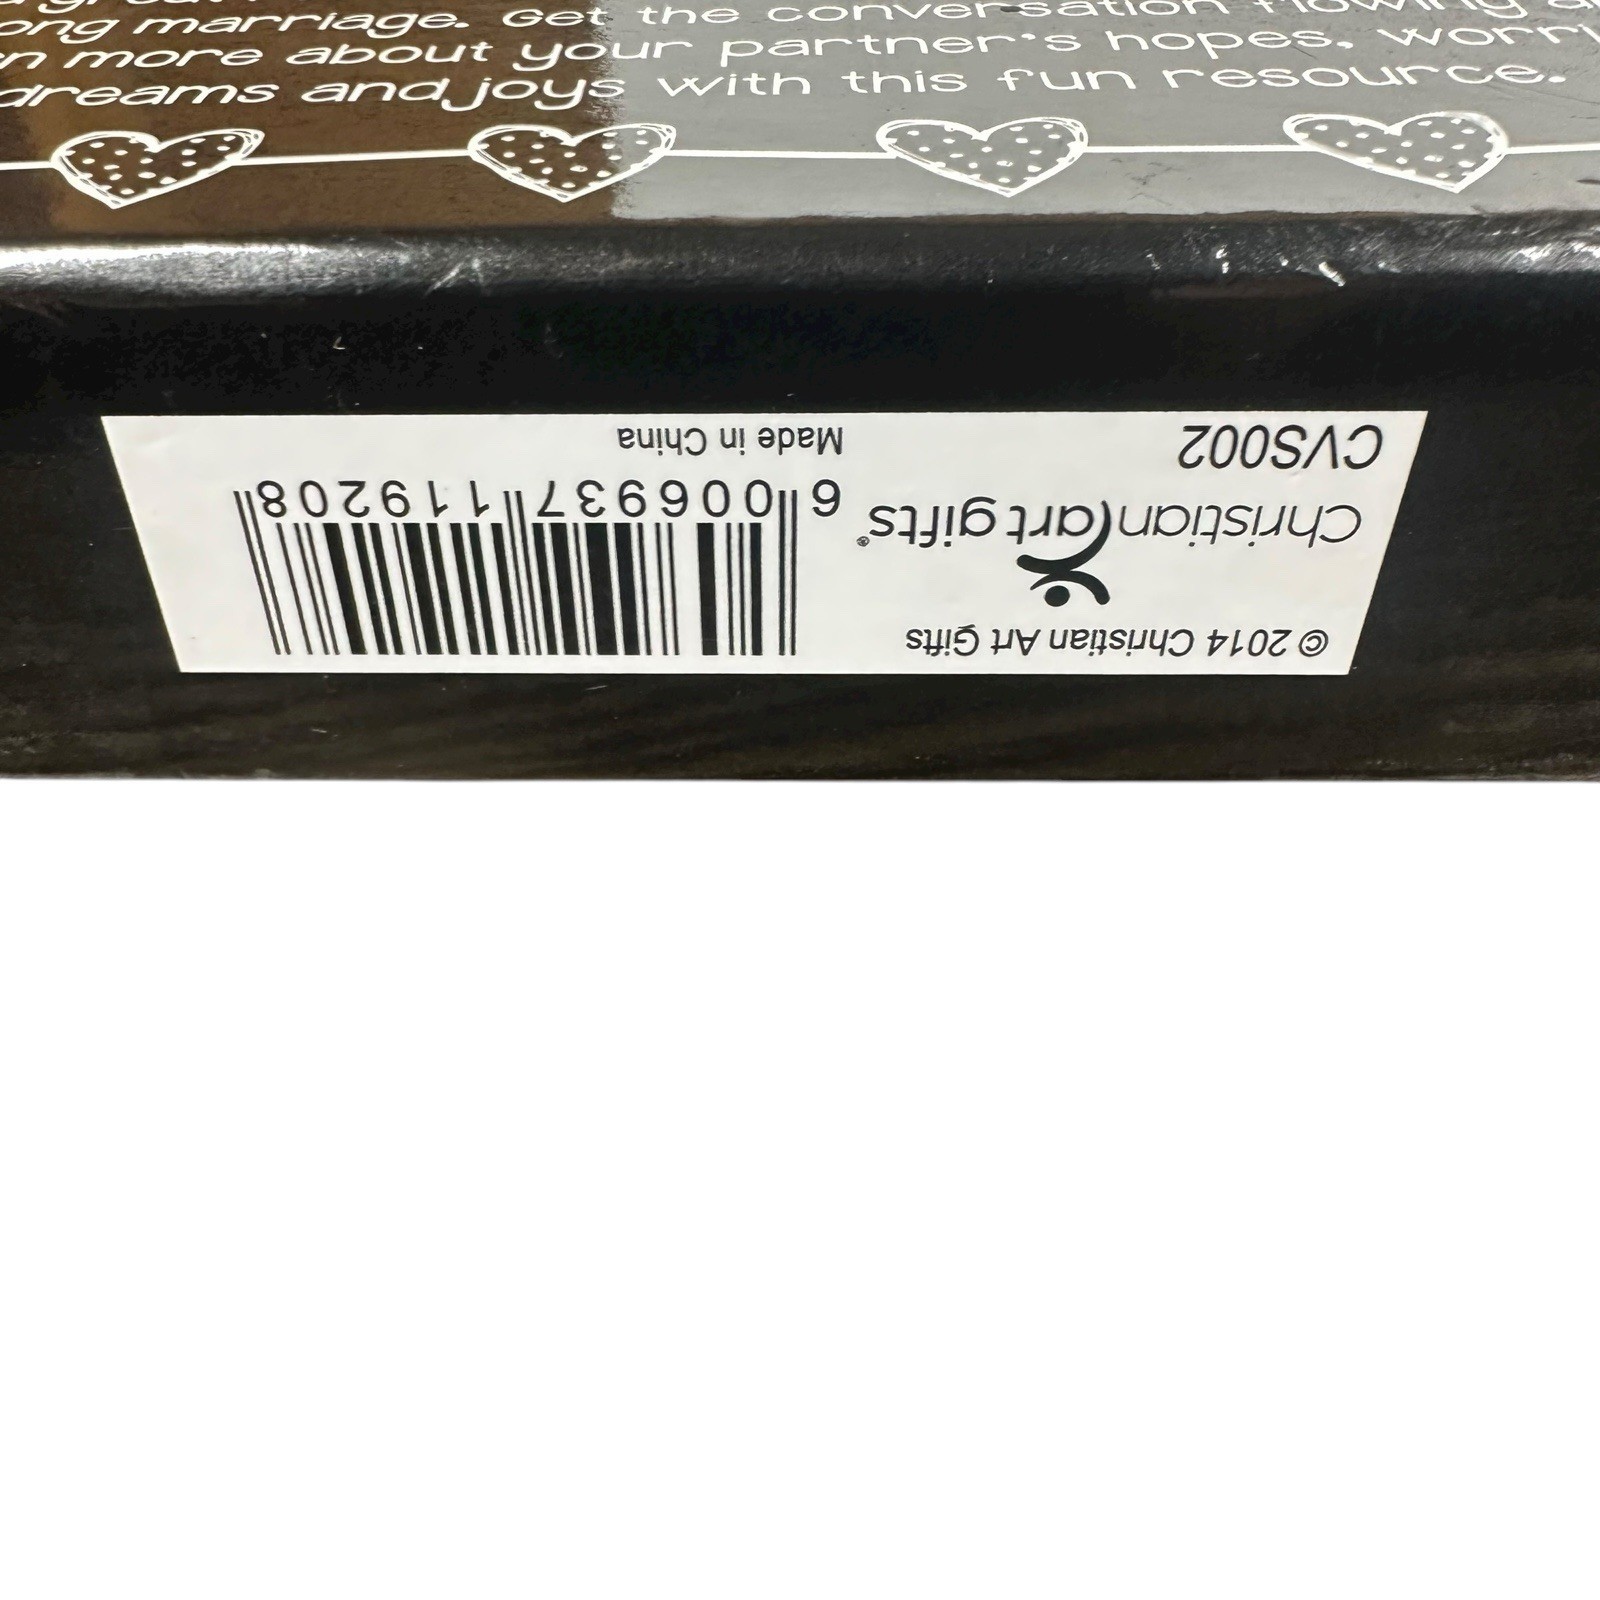 ong marriage. Get the conversation flowing
more about your partner's hopes,
dreams and joys with this fun resource.
© 2014 Christian Art Gifts
Christian art gifts®
CVS002
6 006937 119208
Made in China